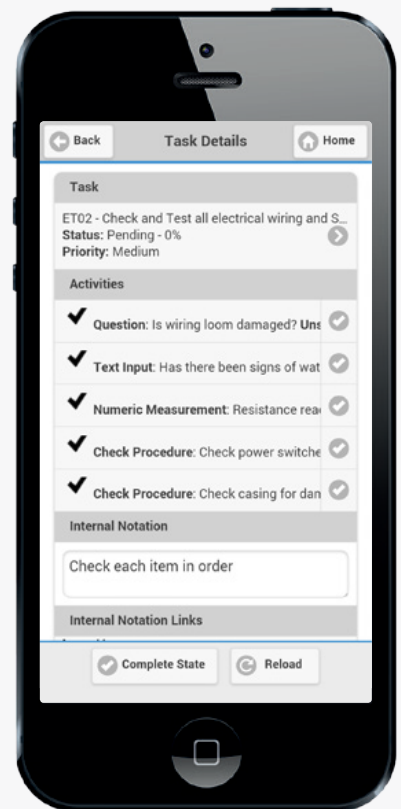 Back
Task Details
Home
Task
ET02 - Check and Test all electrical wiring and S...
Status: Pending - 0%
Priority: Medium
Activities
Question: Is wiring loom damaged? Uns
Text Input: Has there been signs of wat
Numeric Measurement: Resistance rea
Check Procedure: Check power switche
Check Procedure: Check casing for dan
Internal Notation
Check each item in order
Internal Notation Links
Complete State
Reload